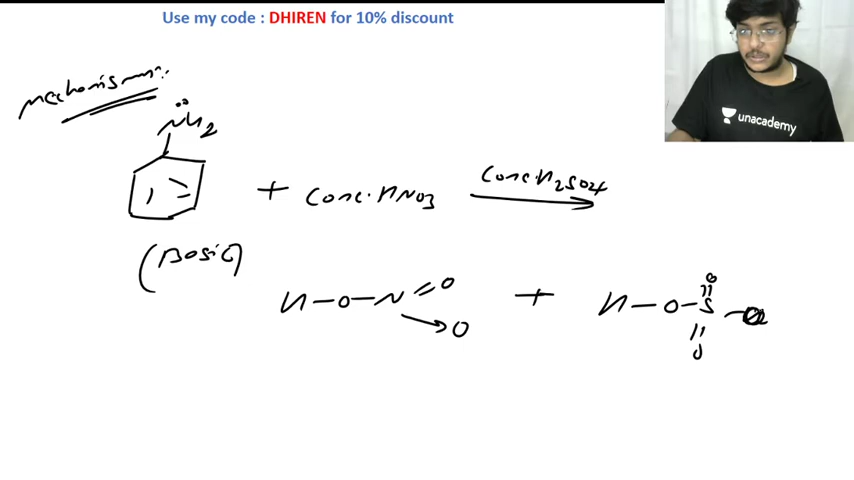 Use my code : DHIREN for 10% discount
unacademy
mechanism:
NH2
+ conc. HNO3
conc. H2SO4
(Basic)
H-O-N=O
→O
+
H-O-S
O
O